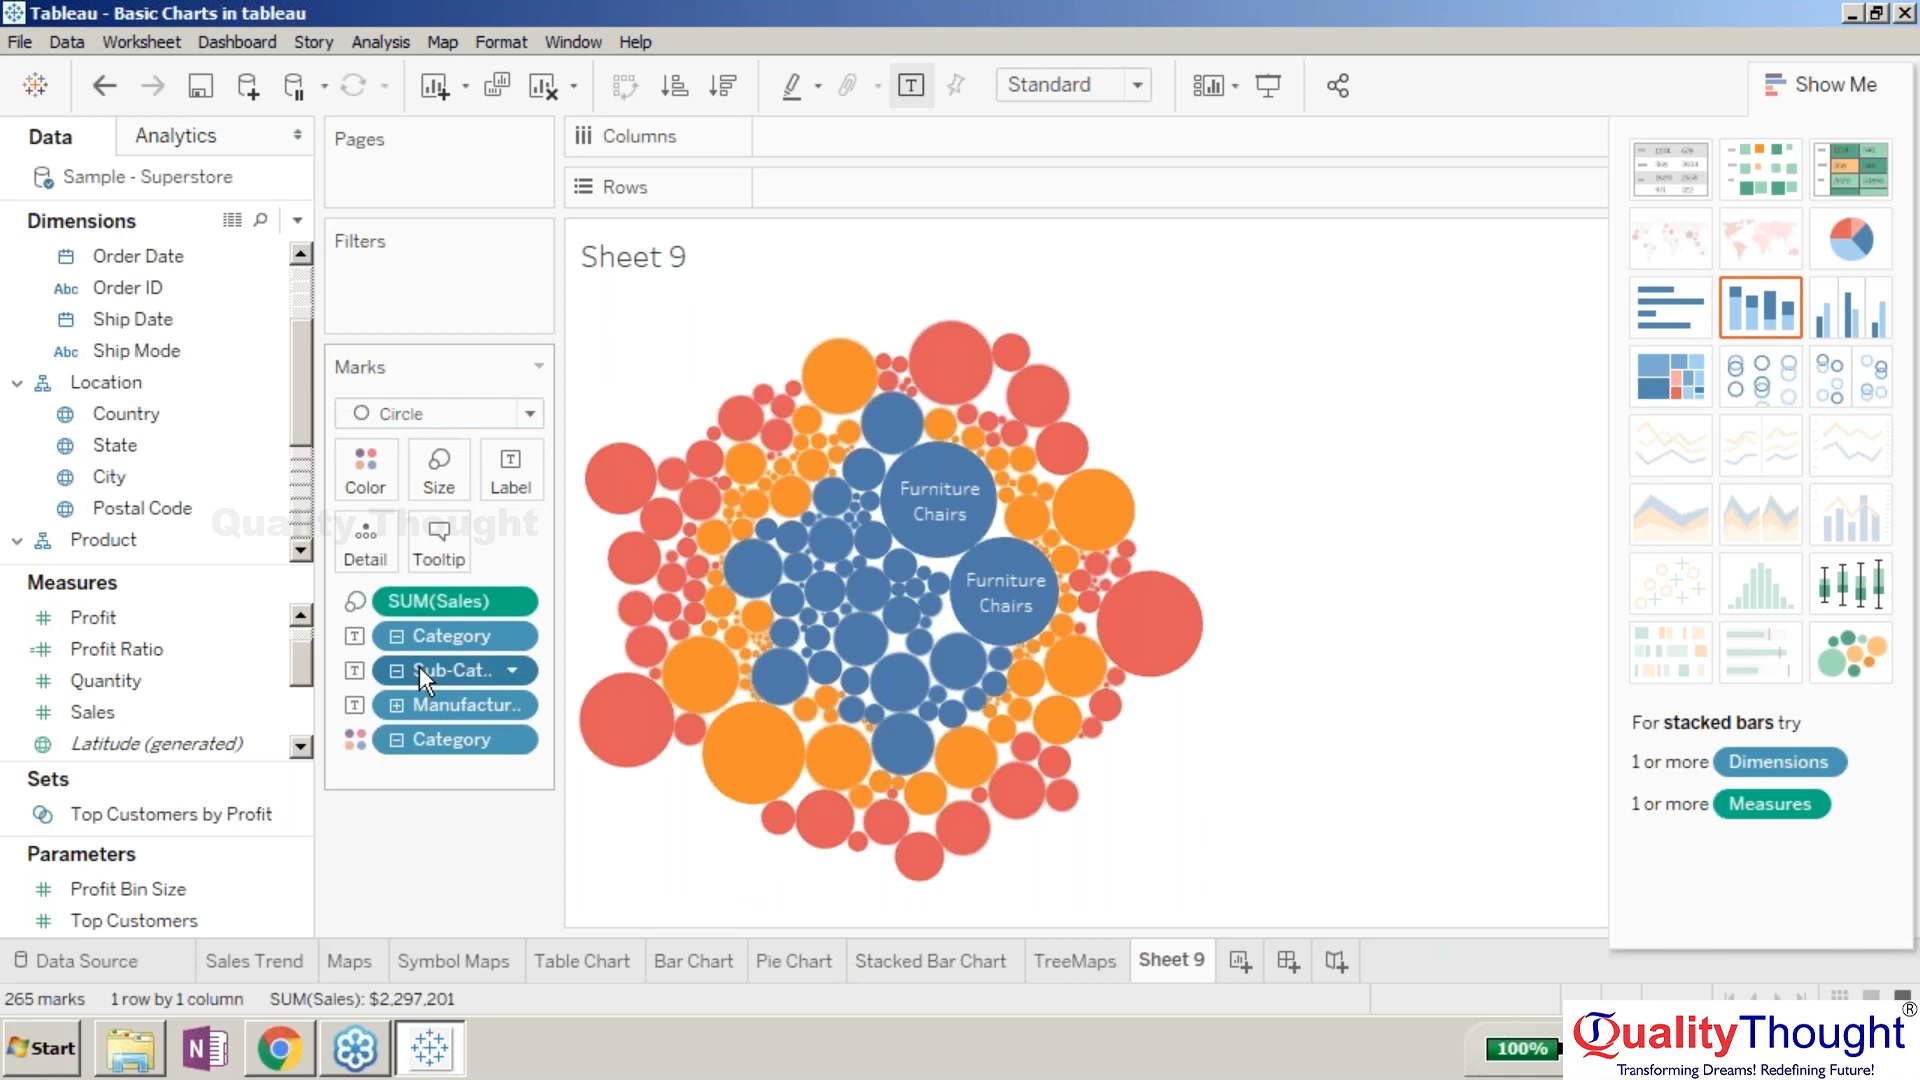 Tableau - Basic Charts in tableau
File Data Worksheet Dashboard Story Analysis Map Format Window Help
Standard
Show Me
Data
Analytics
Sample - Superstore
Dimensions
Order Date
Abc Order ID
Ship Date
Abc Ship Mode
Location
Country
State
City
Postal Code
Product
Measures
Profit
Profit Ratio
Quantity
Sales
Latitude (generated)
Sets
Top Customers by Profit
Parameters
Profit Bin Size
Top Customers
Pages
Filters
Marks
Circle
Color Size Label
Detail Tooltip
SUM(Sales)
Category
Sub-Cat..
Manufactur..
Category
Quality Thought
Columns
Rows
Sheet 9
Furniture
Chairs
Furniture
Chairs
For stacked bars try
1 or more Dimensions
1 or more Measures
Data Source Sales Trend Maps Symbol Maps Table Chart Bar Chart Pie Chart Stacked Bar Chart TreeMaps Sheet 9
265 marks 1 row by 1 column SUM(Sales): $2,297,201
Start
100%
QualityThought®
Transforming Dreams! Redefining Future!